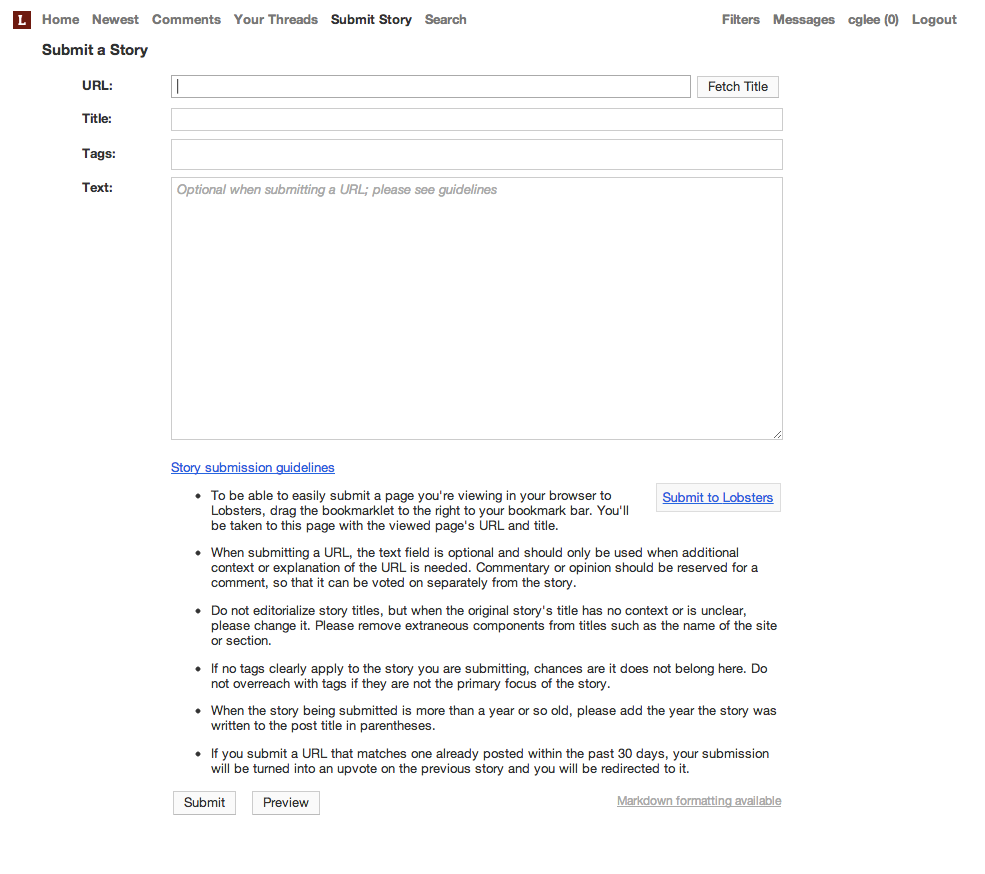 L Home Newest Comments Your Threads Submit Story Search Filters Messages cglee (0) Logout
Submit a Story
URL: Fetch Title
Title:
Tags:
Text: Optional when submitting a URL; please see guidelines
Story submission guidelines
• To be able to easily submit a page you're viewing in your browser to
Lobsters, drag the bookmarklet to the right to your bookmark bar. You'll
be taken to this page with the viewed page's URL and title.
Submit to Lobsters
• When submitting a URL, the text field is optional and should only be used when additional
context or explanation of the URL is needed. Commentary or opinion should be reserved for a
comment, so that it can be voted on separately from the story.
• Do not editorialize story titles, but when the original story's title has no context or is unclear,
please change it. Please remove extraneous components from titles such as the name of the site
or section.
• If no tags clearly apply to the story you are submitting, chances are it does not belong here. Do
not overreach with tags if they are not the primary focus of the story.
• When the story being submitted is more than a year or so old, please add the year the story was
written to the post title in parentheses.
• If you submit a URL that matches one already posted within the past 30 days, your submission
will be turned into an upvote on the previous story and you will be redirected to it.
Submit Preview Markdown formatting available